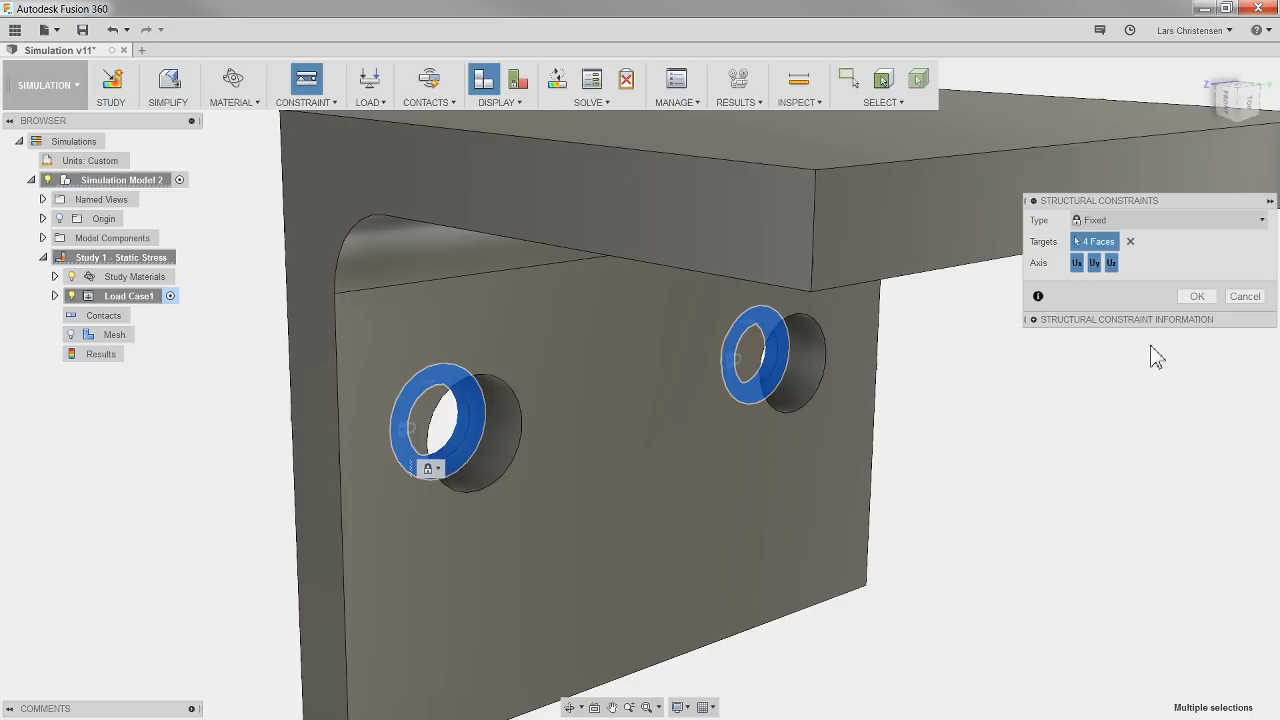 Autodesk Fusion 360
Lars Christensen
Simulation v11*
SIMULATION
STUDY
SIMPLIFY
MATERIAL
CONSTRAINT
LOAD
CONTACTS
DISPLAY
SOLVE
MANAGE
RESULTS
INSPECT
SELECT
BROWSER
Simulations
Units: Custom
Simulation Model 2
Named Views
Origin
Model Components
Study 1 - Static Stress
Study Materials
Load Case1
Contacts
Mesh
Results
Z
Y
FRONT
TOP
STRUCTURAL CONSTRAINTS
Type Fixed
Targets 4 Faces
Axis Ux Uy Uz
OK Cancel
STRUCTURAL CONSTRAINT INFORMATION
COMMENTS
Multiple selections